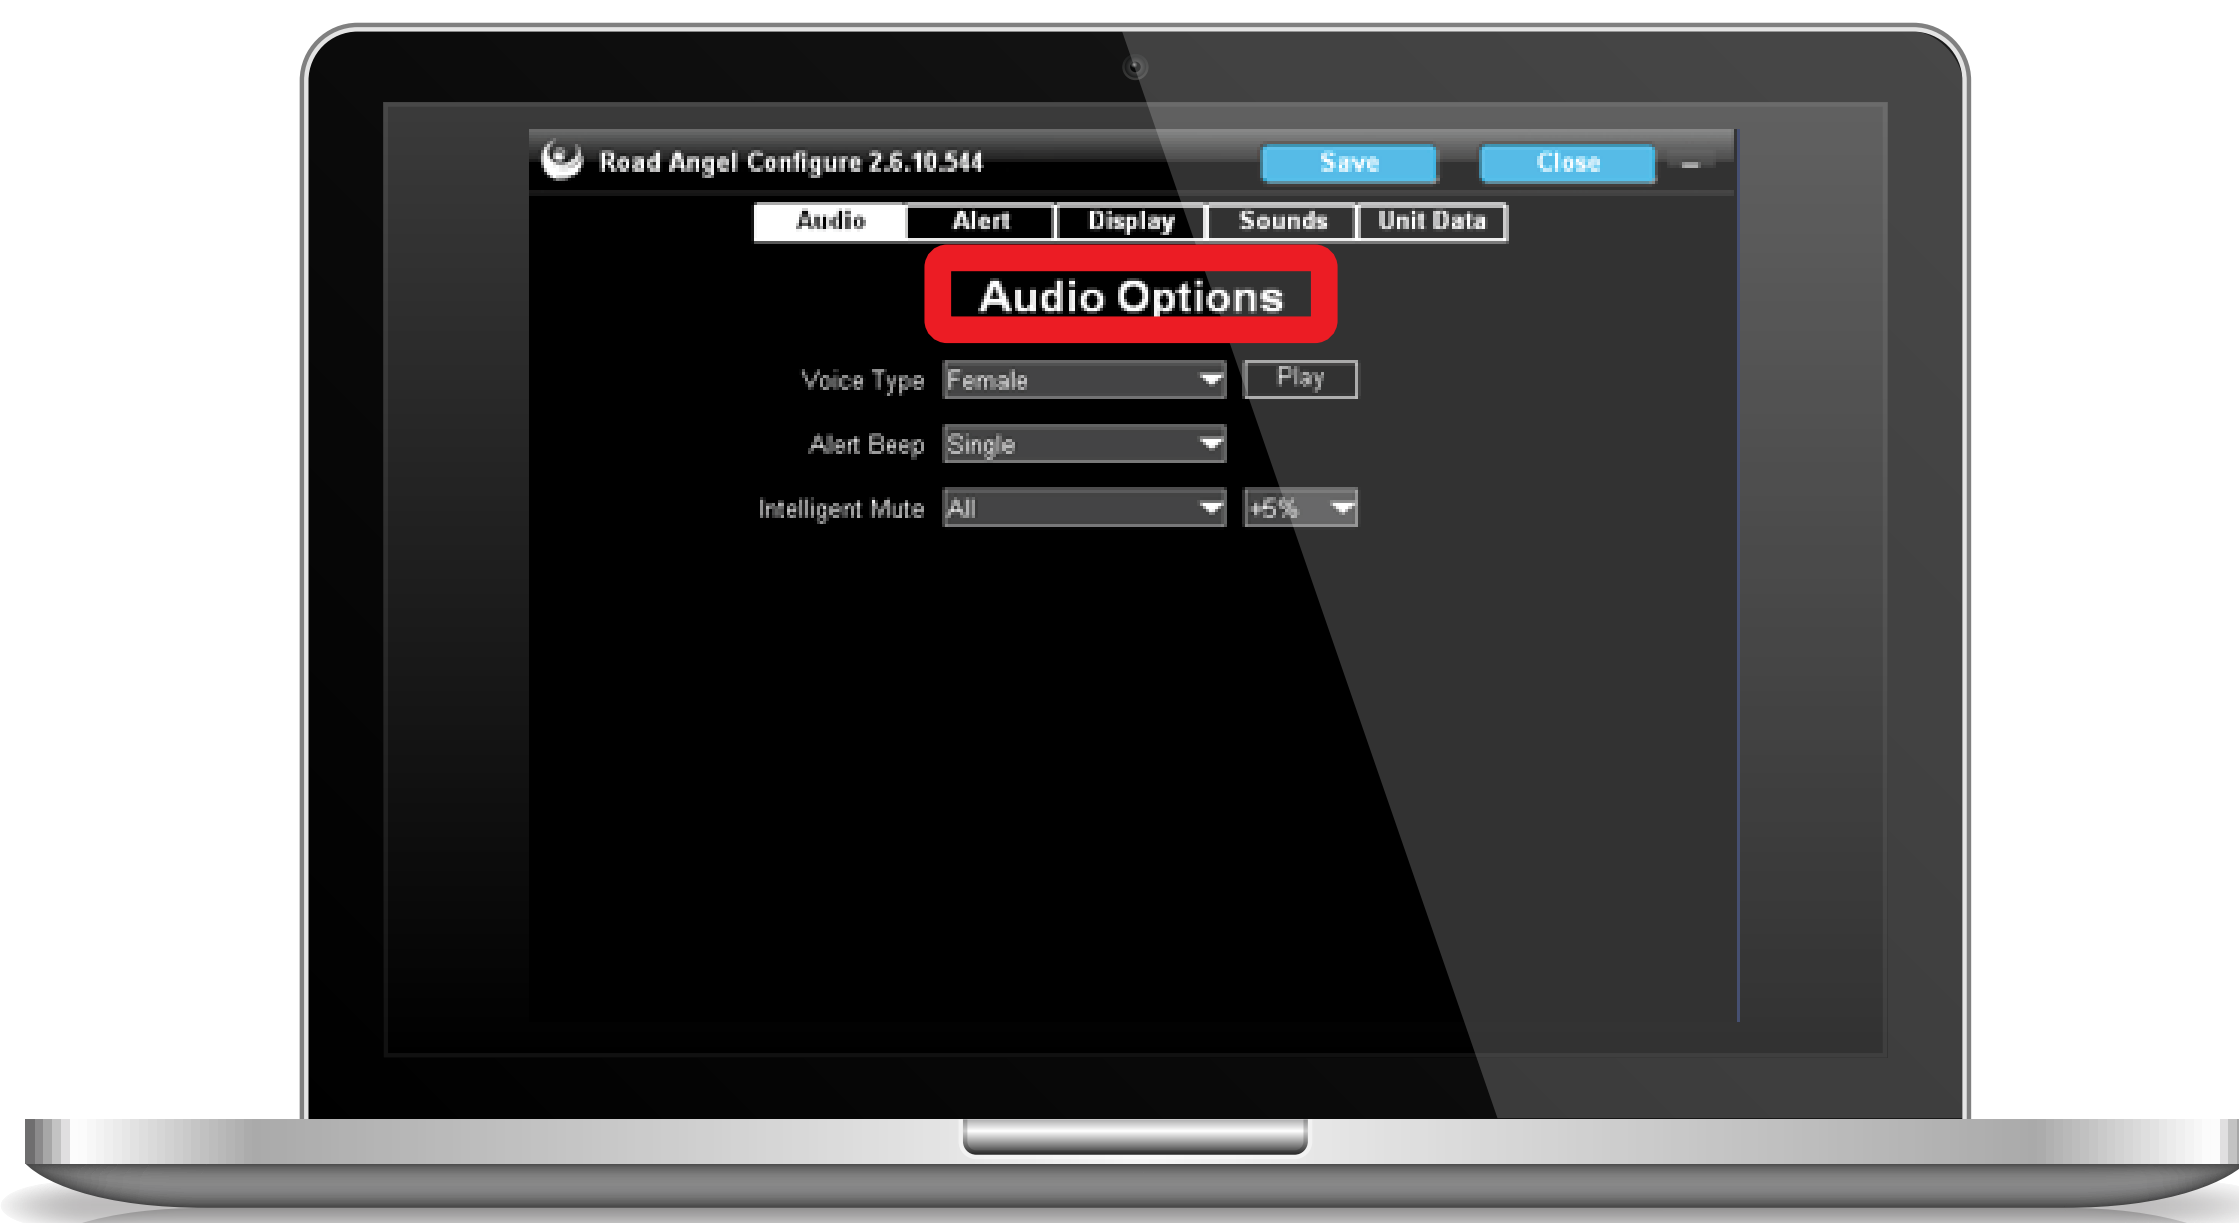 Road Angel Configure 2.6.10.544 Save Close
Audio Alert Display Sounds Unit Data
Audio Options
Voice Type Female Play
Alert Beep Single
Intelligent Mute All +5%